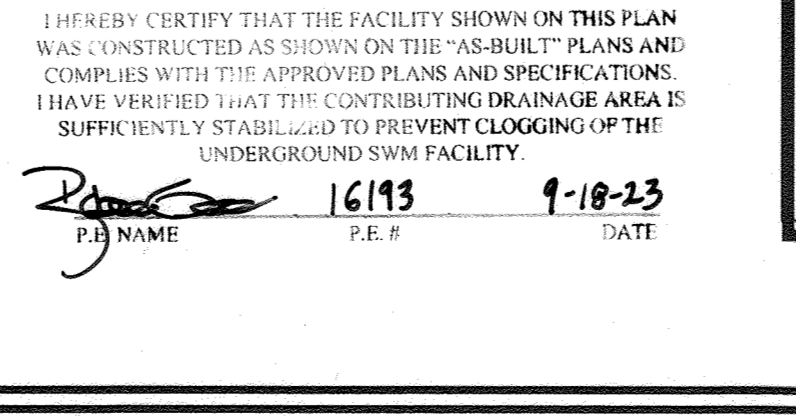 I HEREBY CERTIFY THAT THE FACILITY SHOWN ON THIS PLAN
WAS CONSTRUCTED AS SHOWN ON THE “AS-BUILT” PLANS AND
COMPLIES WITH THE APPROVED PLANS AND SPECIFICATIONS.
I HAVE VERIFIED THAT THE CONTRIBUTING DRAINAGE AREA IS
SUFFICIENTLY STABILIZED TO PREVENT CLOGGING OF THE
UNDERGROUND SWM FACILITY.
16193 9-18-23
P.E NAME P.E. # DATE